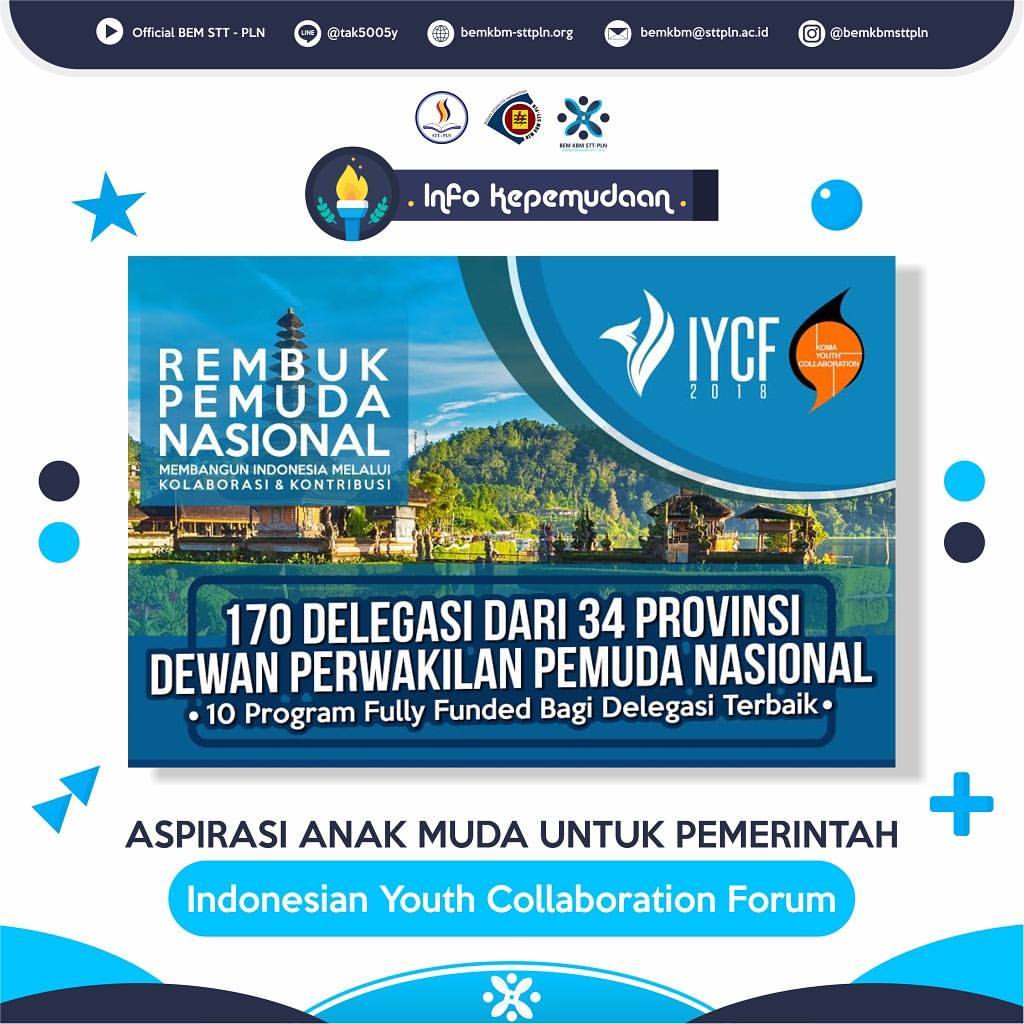 Official BEM STT - PLN
LINE
@tak5005y
bemkbm-sttpln.org
bemkbm@sttpln.ac.id
@bemkbmsttpln
STT - PLN
BEM KBM STT-PLN
. Info Kepemudaan .
REMBUK
PEMUDA
NASIONAL
MEMBANGUN INDONESIA MELALUI
KOLABORASI & KONTRIBUSI
IYCF
2018
KOMA
YOUTH
COLLABORATION
170 DELEGASI DARI 34 PROVINSI
DEWAN PERWAKILAN PEMUDA NASIONAL
• 10 Program Fully Funded Bagi Delegasi Terbaik •
ASPIRASI ANAK MUDA UNTUK PEMERINTAH
Indonesian Youth Collaboration Forum